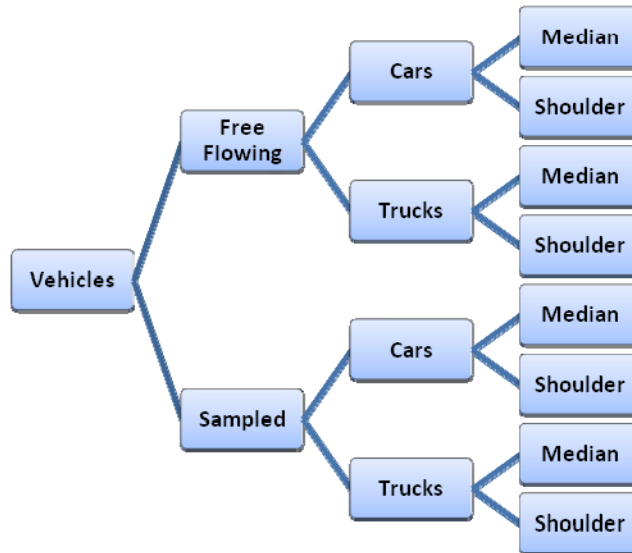 Vehicles
Free
Flowing
Cars
Median
Shoulder
Trucks
Median
Shoulder
Sampled
Cars
Median
Shoulder
Trucks
Median
Shoulder